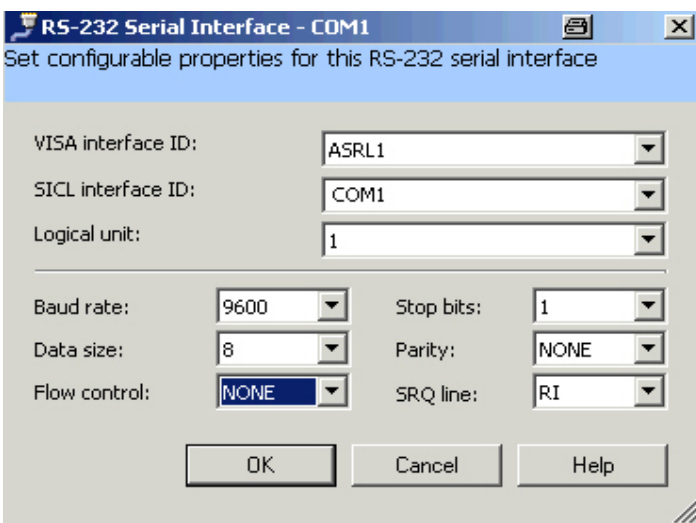 RS-232 Serial Interface - COM1
Set configurable properties for this RS-232 serial interface
VISA interface ID: ASRL1
SICL interface ID: COM1
Logical unit: 1
Baud rate: 9600 Stop bits: 1
Data size: 8 Parity: NONE
Flow control: NONE SRQ line: RI
OK Cancel Help